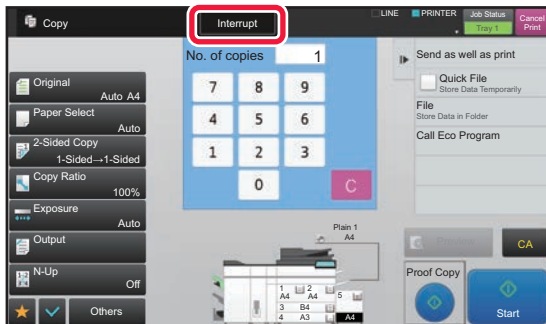 Copy
Interrupt
LINE
PRINTER
Job Status
Tray 1
Cancel
Print
No. of copies 1
7 8 9
4 5 6
1 2 3
0 C
Original
Auto A4
Paper Select
Auto
2-Sided Copy
1-Sided→1-Sided
Copy Ratio
100%
Exposure
Auto
Output
N-Up
Off
Others
Plain 1
A4
1 A4
2 A4
3 B4
4 A3
5
A4
Send as well as print
Quick File
Store Data Temporarily
File
Store Data in Folder
Call Eco Program
CA
Proof Copy
Start